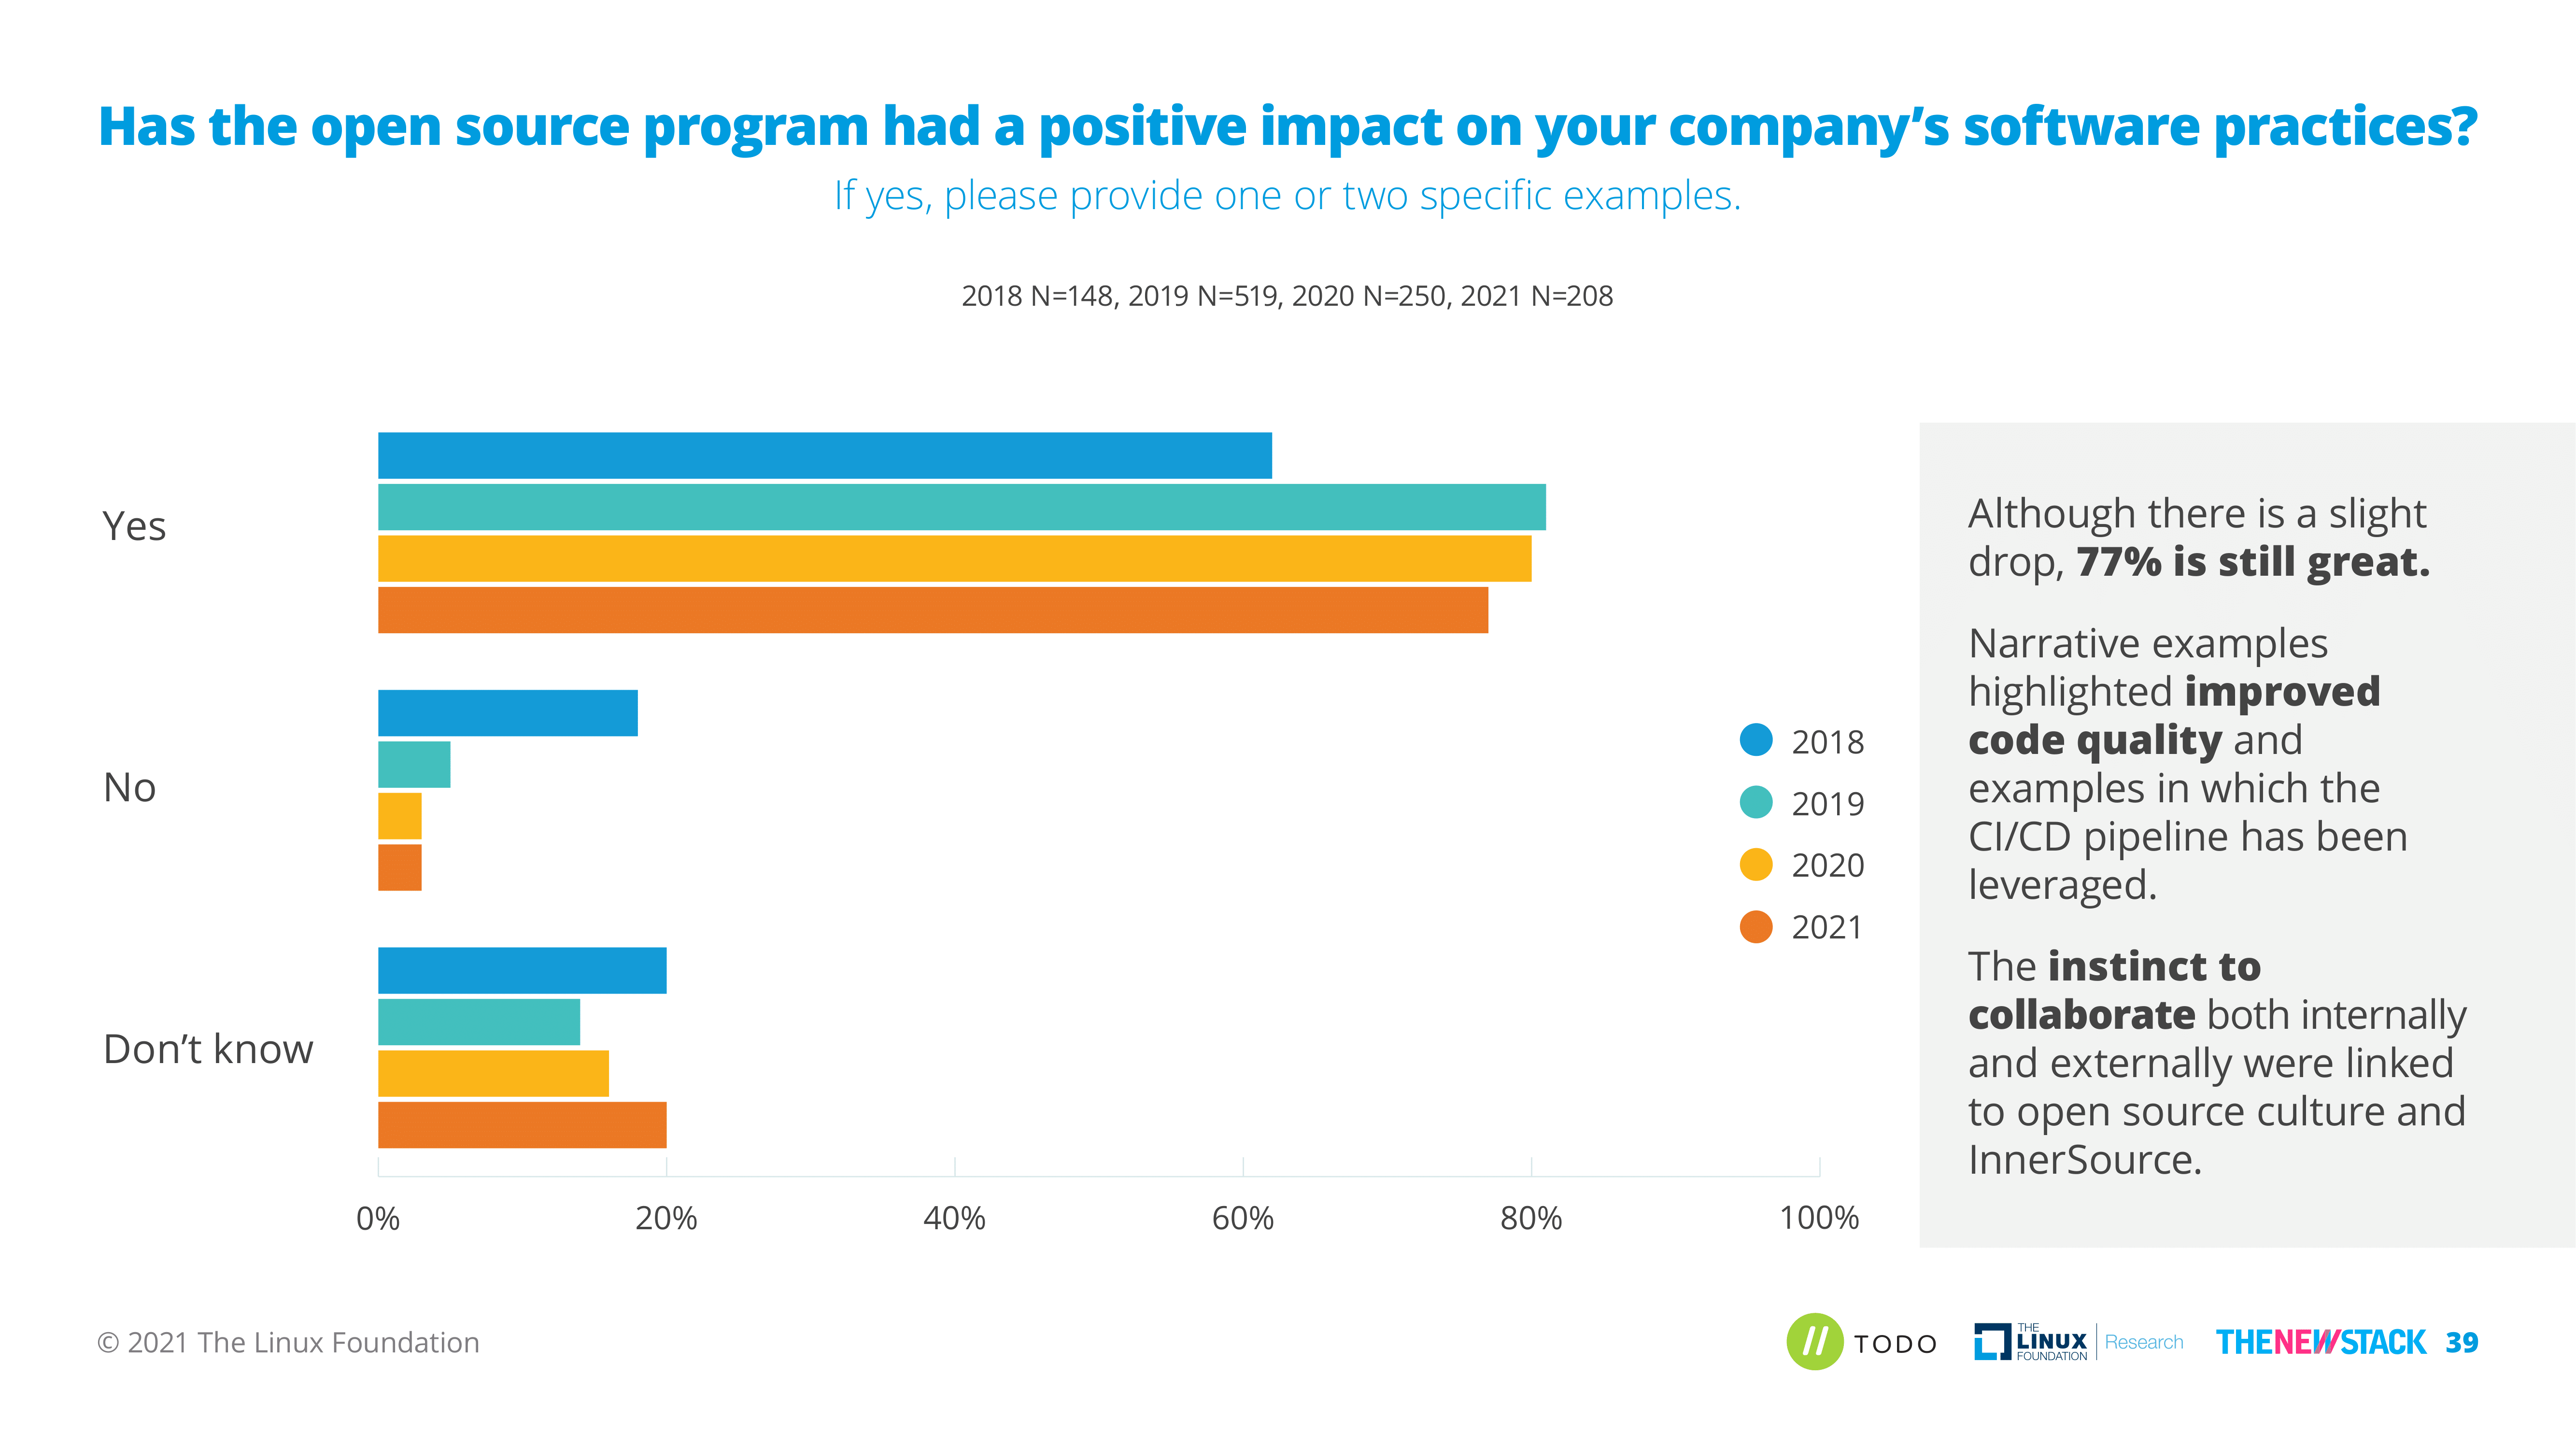 Has the open source program had a positive impact on your company’s software practices?
If yes, please provide one or two specific examples.
2018 N=148, 2019 N=519, 2020 N=250, 2021 N=208
Yes
No
Don’t know
0%
20%
40%
60%
80%
100%
2018
2019
2020
2021
Although there is a slight
drop, 77% is still great.
Narrative examples
highlighted improved
code quality and
examples in which the
CI/CD pipeline has been
leveraged.
The instinct to
collaborate both internally
and externally were linked
to open source culture and
InnerSource.
© 2021 The Linux Foundation
// TODO
THE
LINUX
FOUNDATION
Research
THENEWSTACK
39